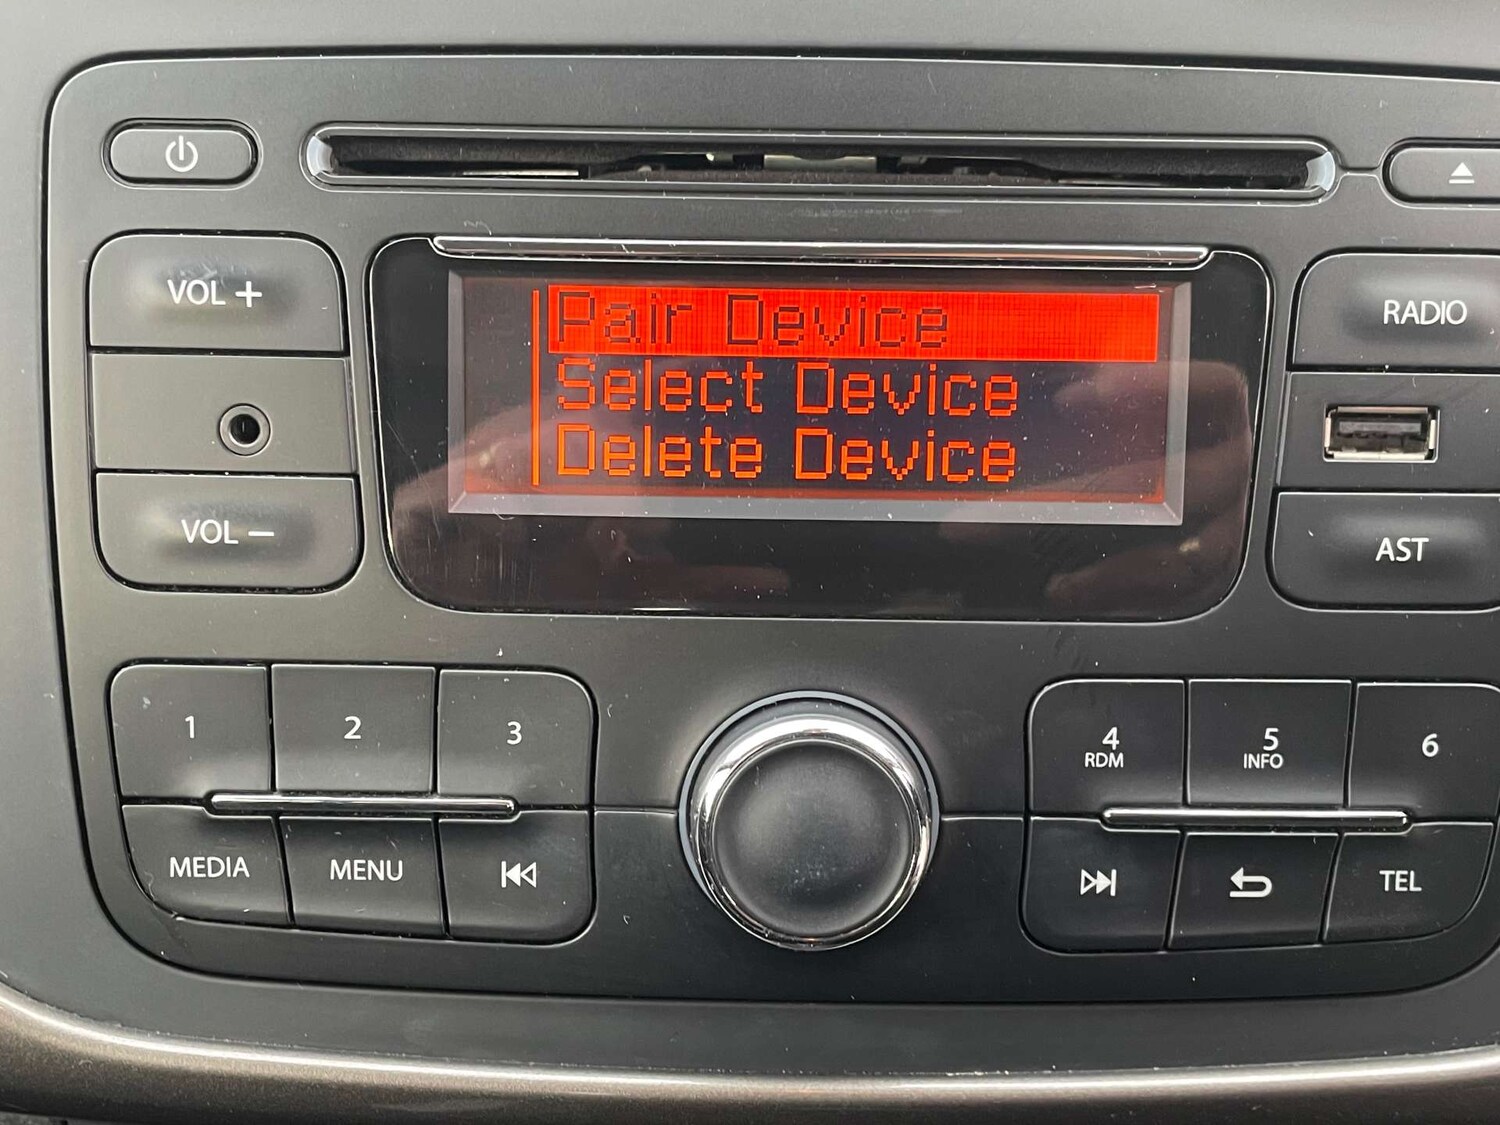 VOL +
VOL −
Pair Device
Select Device
Delete Device
RADIO
AST
1
2
3
4
RDM
5
INFO
6
MEDIA
MENU
TEL